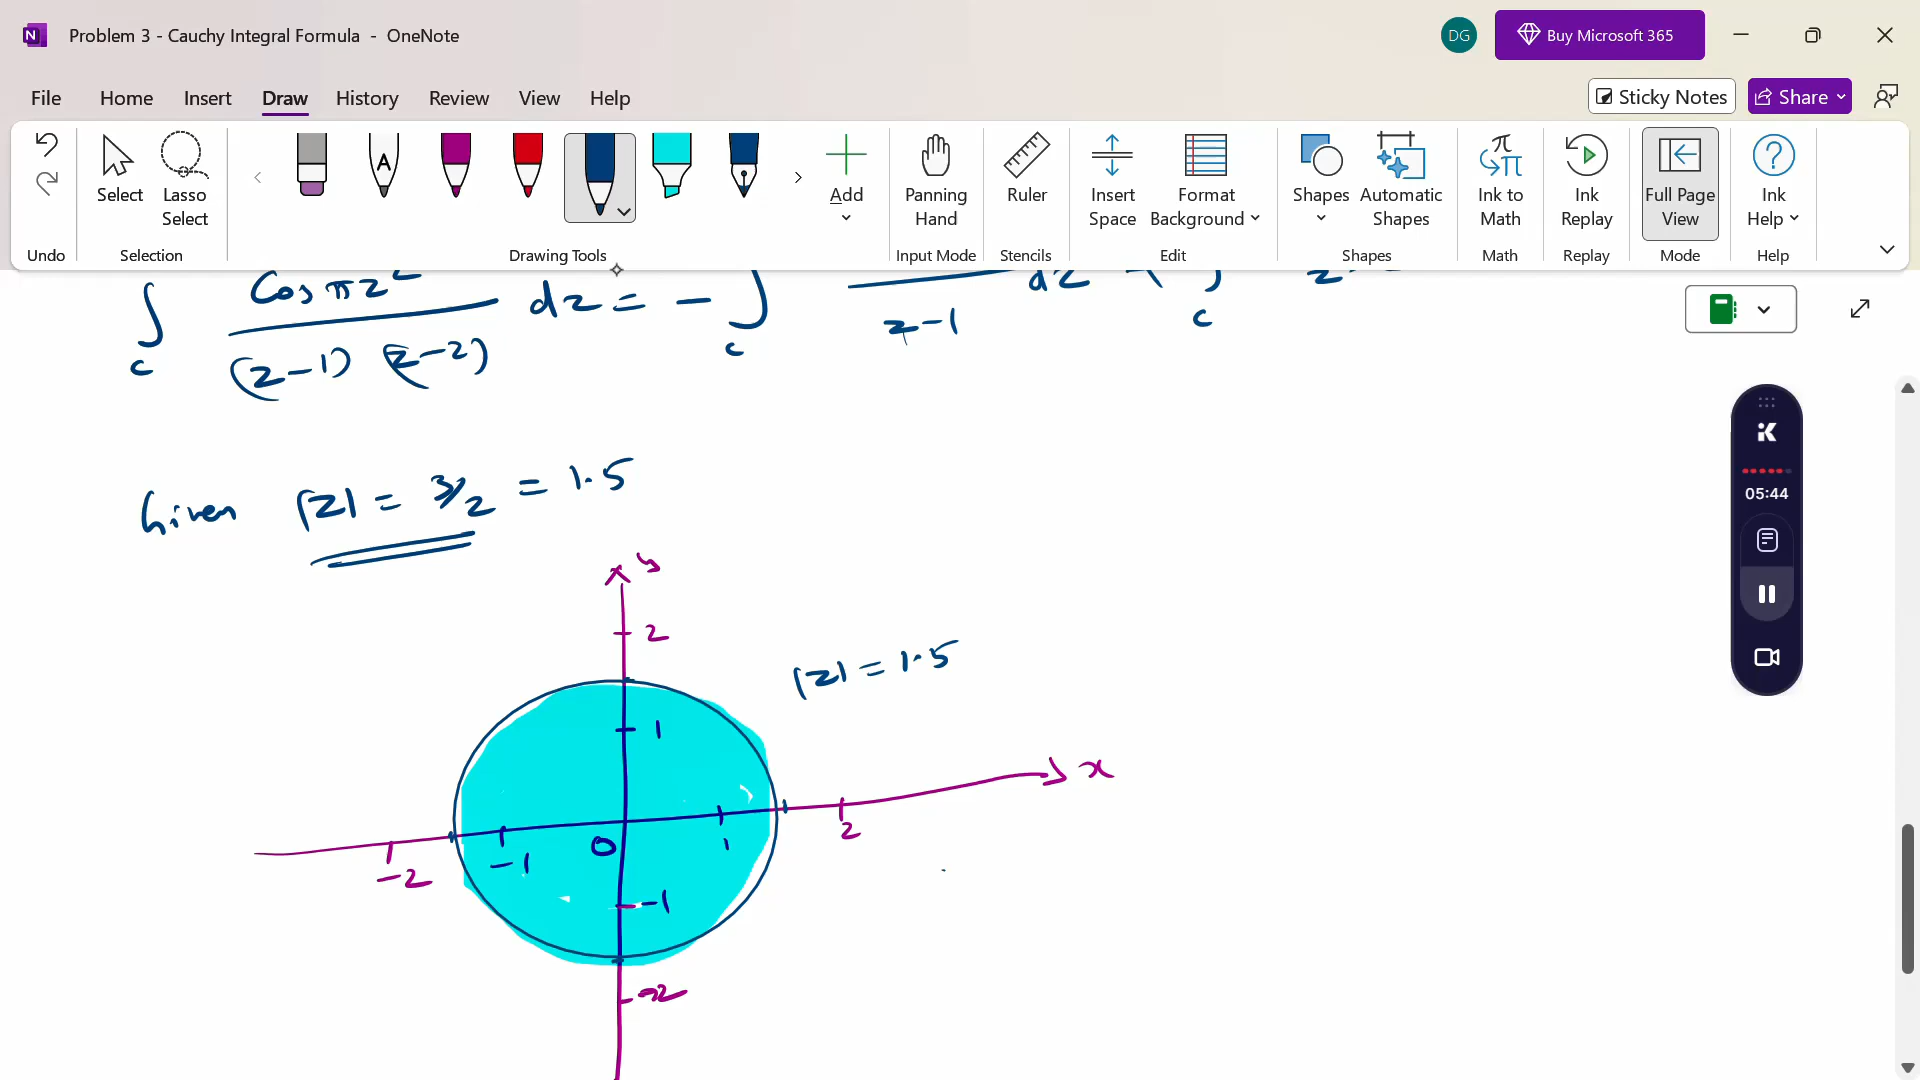 Problem 3 - Cauchy Integral Formula - OneNote
DG
Buy Microsoft 365
File Home Insert Draw History Review View Help
Sticky Notes
Share
A
Select
Lasso Select
Add
Panning Hand
Ruler
Insert Space
Format Background
Shapes
Automatic Shapes
Ink to Math
Ink Replay
Full Page View
Ink Help
Undo
Selection
Drawing Tools
Input Mode
Stencils
Edit
Shapes
Math
Replay
Mode
Help
∫c Cos πz² / (z-1) (z-2) dz = - ∫c / z-1 dz ∫c z
Given |z| = 3/2 = 1.5
y
2
|z| = 1.5
1
x
-2 -1 0 1 2
-1
-2
05:44